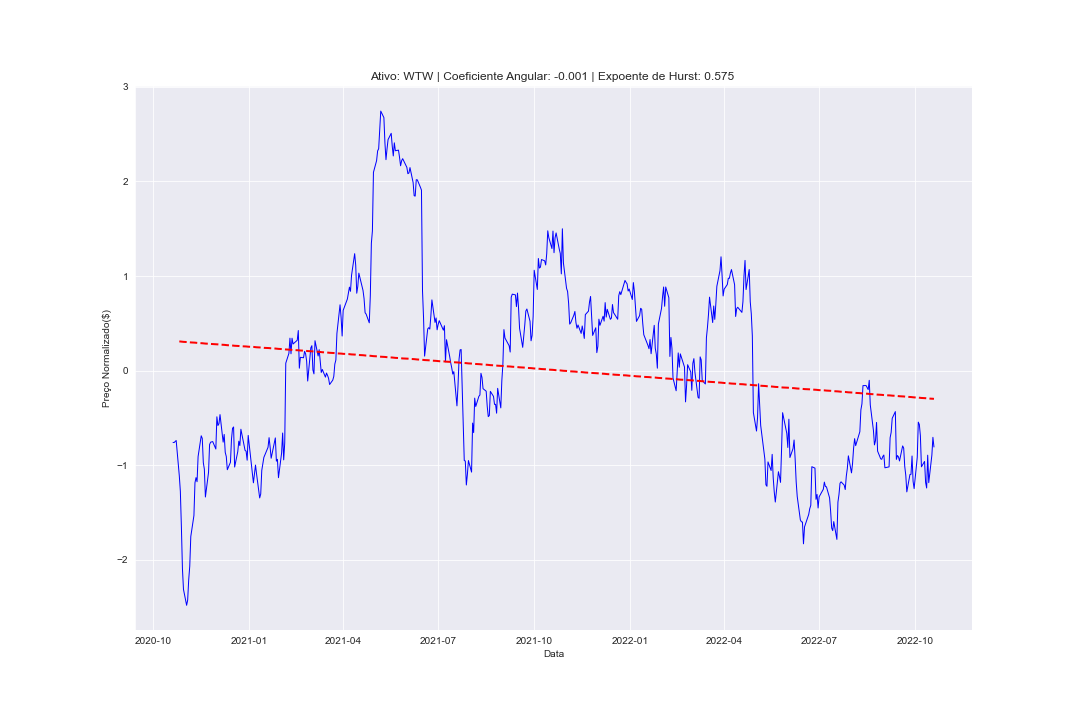 Ativo: WTW | Coeficiente Angular: -0.001 | Expoente de Hurst: 0.575
3
2
1
0
−1
−2
Preço Normalizado($)
2020-10 2021-01 2021-04 2021-07 2021-10 2022-01 2022-04 2022-07 2022-10
Data